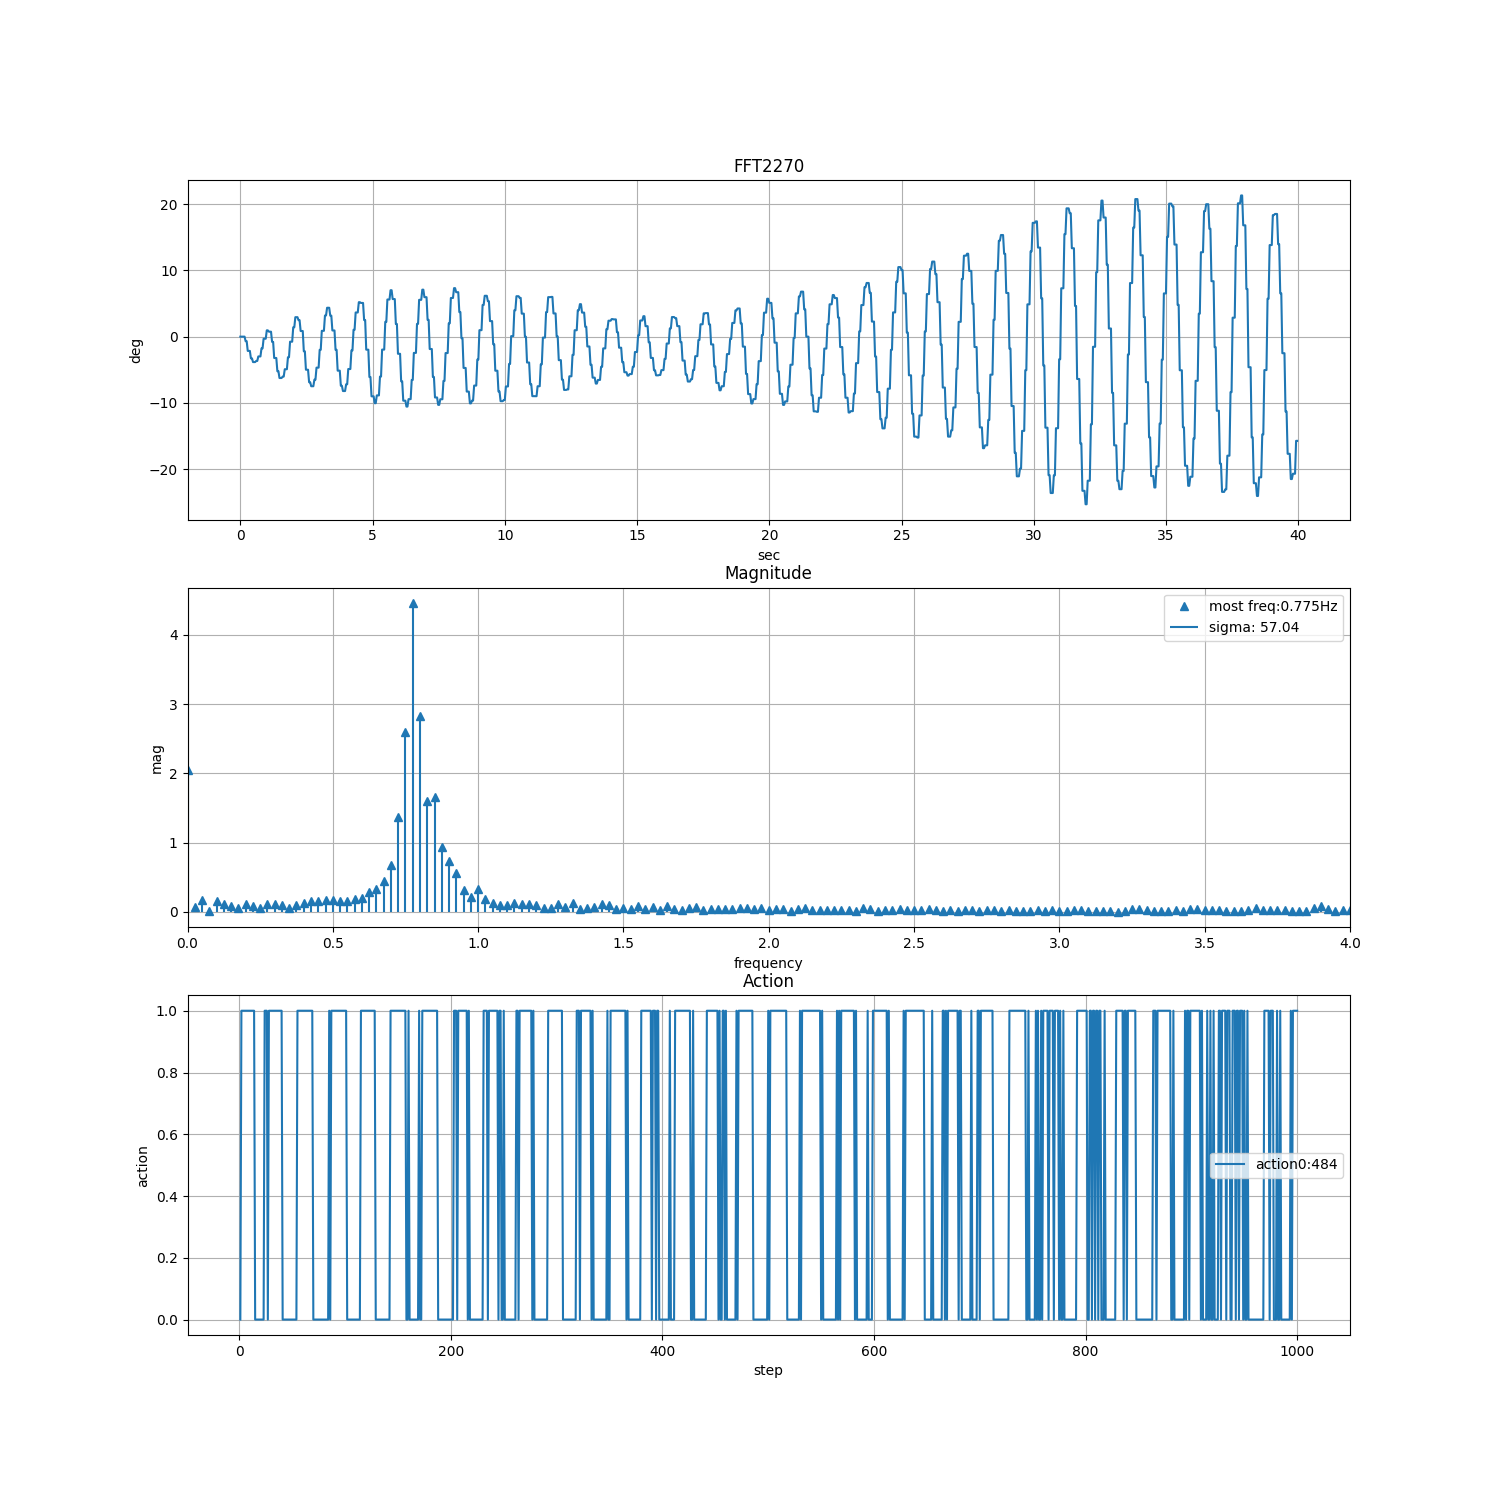 FFT2270
20
10
0
−10
−20
deg
0 5 10 15 20 25 30 35 40
sec
Magnitude
most freq:0.775Hz
sigma: 57.04
4
3
2
1
0
mag
0.0 0.5 1.0 1.5 2.0 2.5 3.0 3.5 4.0
frequency
Action
1.0
0.8
0.6
0.4
0.2
0.0
action
action0:484
0 200 400 600 800 1000
step